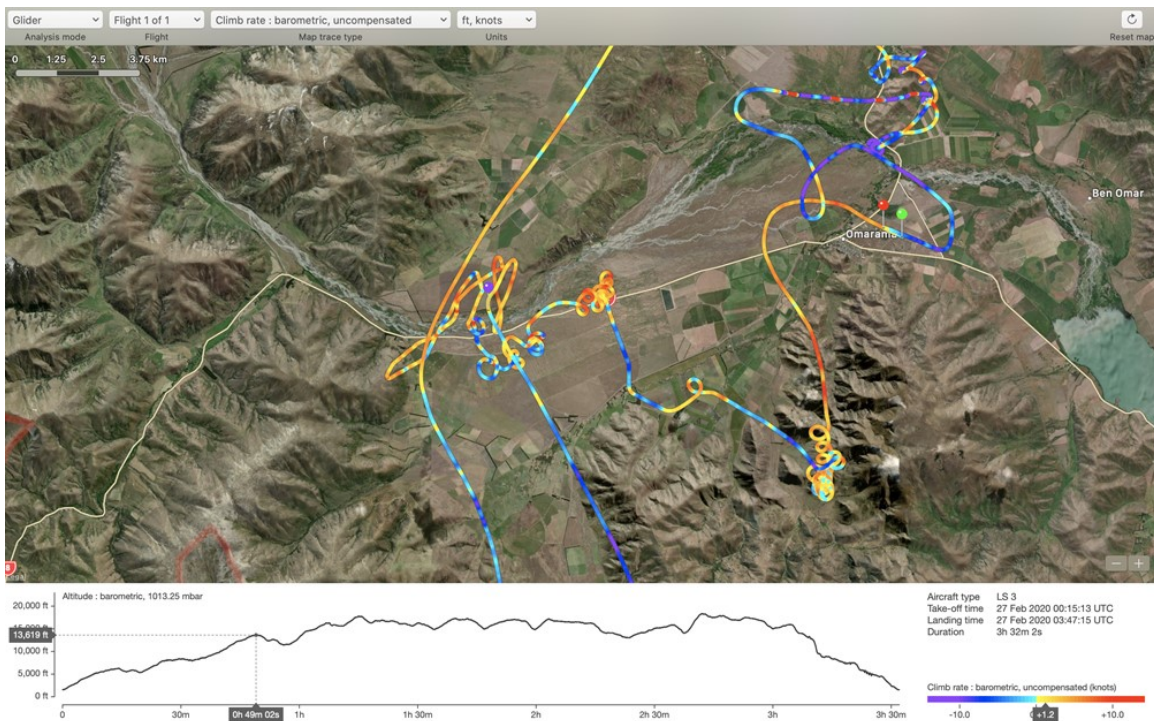 Glider
Flight 1 of 1
Climb rate : barometric, uncompensated
ft, knots
Analysis mode
Flight
Map trace type
Units
Reset map
0 1.25 2.5 3.75 km
Ben Omar
Omarama
8
Legal
Altitude : barometric, 1013.25 mbar
20,000 ft
13,619 ft
10,000 ft
5,000 ft
0 ft
0 30m 0h 49m 02s 1h 1h 30m 2h 2h 30m 3h 3h 30m
Aircraft type LS 3
Take-off time 27 Feb 2020 00:15:13 UTC
Landing time 27 Feb 2020 03:47:15 UTC
Duration 3h 32m 2s
Climb rate : barometric, uncompensated (knots)
-10.0 0 +1.2 +10.0